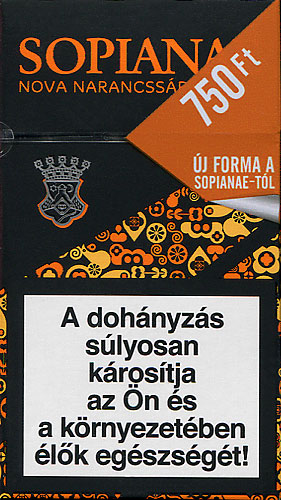 SOPIANA
NOVA NARANCSSÁR
750 Ft
ÚJ FORMA A
SOPIANAE-TÓL
A dohányzás
súlyosan
károsítja
az Ön és
a környezetében
élők egészségét!